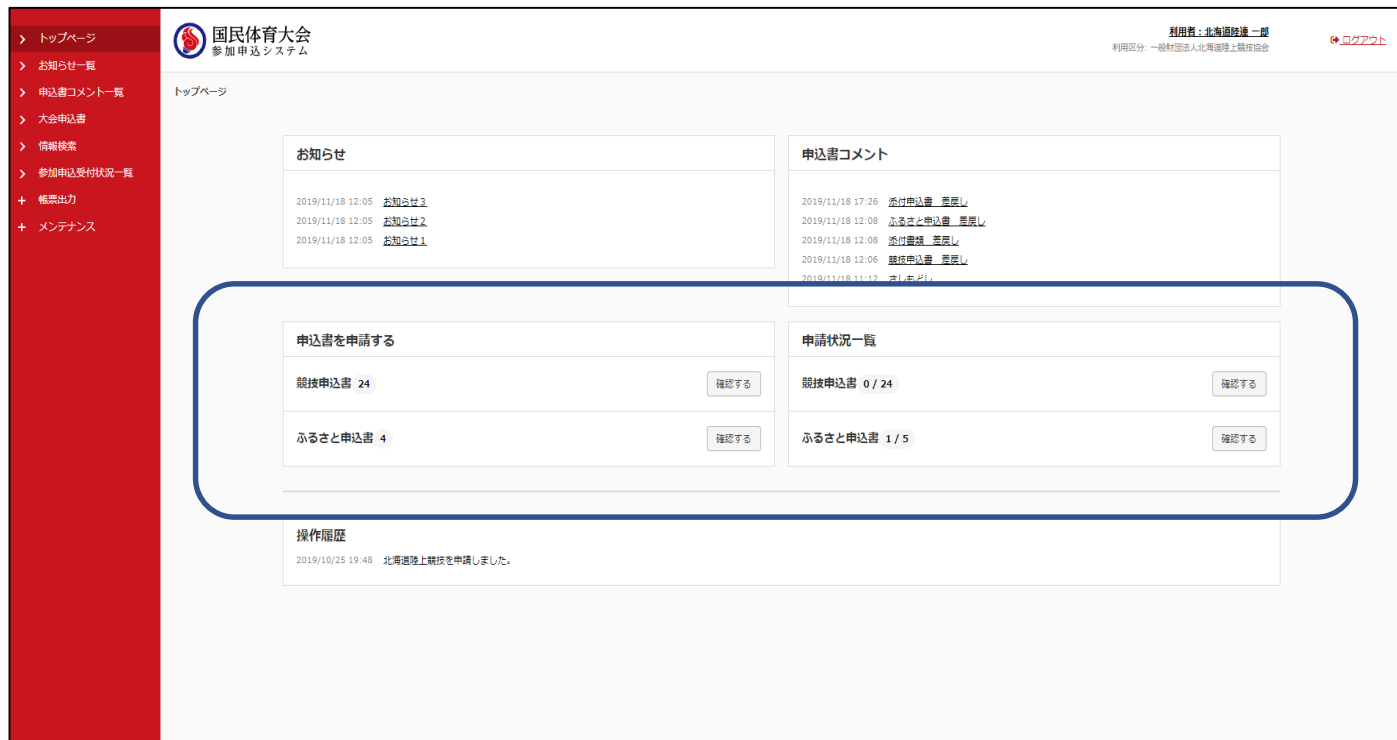 トップページ
お知らせ一覧
申込書コメント一覧
大会申込書
情報検索
参加申込受付状況一覧
帳票出力
メンテナンス
国民体育大会
参加申込システム
利用者：北海道陸連 一郎
利用区分: 一般財団法人北海道陸上競技協会
ログアウト
トップページ
お知らせ
2019/11/18 12:05 お知らせ３
2019/11/18 12:05 お知らせ２
2019/11/18 12:05 お知らせ１
申込書コメント
2019/11/18 17:26 添付申込書　差戻し
2019/11/18 12:08 ふるさと申込書　差戻し
2019/11/18 12:08 添付書類　差戻し
2019/11/18 12:06 競技申込書　差戻し
2019/11/18 11:12 さしもどし
申込書を申請する
競技申込書 24 確認する
ふるさと申込書 4 確認する
申請状況一覧
競技申込書 0 / 24 確認する
ふるさと申込書 1 / 5 確認する
操作履歴
2019/10/25 19:48 北海道陸上競技を申請しました。